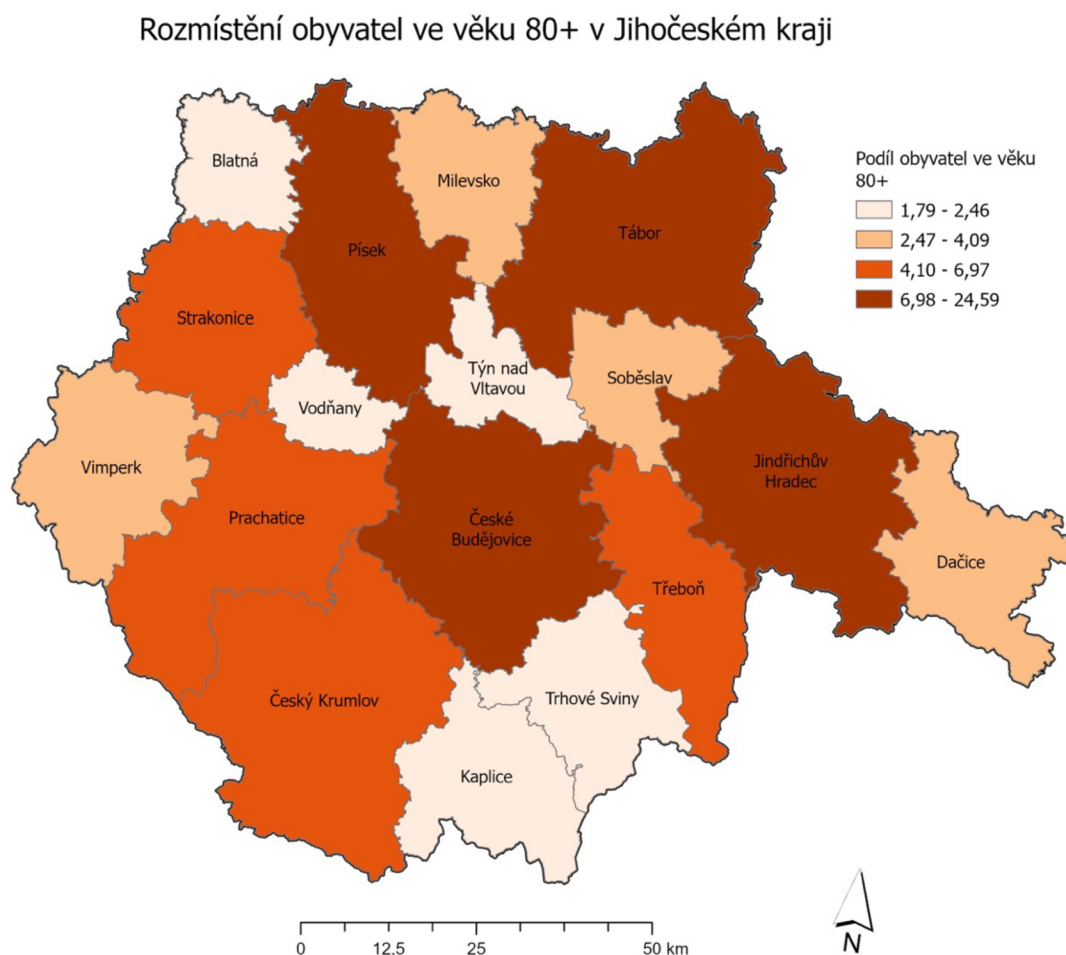 Rozmístění obyvatel ve věku 80+ v Jihočeském kraji
Podíl obyvatel ve věku
80+
1,79 - 2,46
2,47 - 4,09
4,10 - 6,97
6,98 - 24,59
Blatná
Milevsko
Písek
Tábor
Strakonice
Týn nad
Vltavou
Soběslav
Vodňany
Vimperk
Jindřichův
Hradec
Prachatice
České
Budějovice
Dačice
Třeboň
Český Krumlov
Trhové Sviny
Kaplice
0 12.5 25 50 km
N